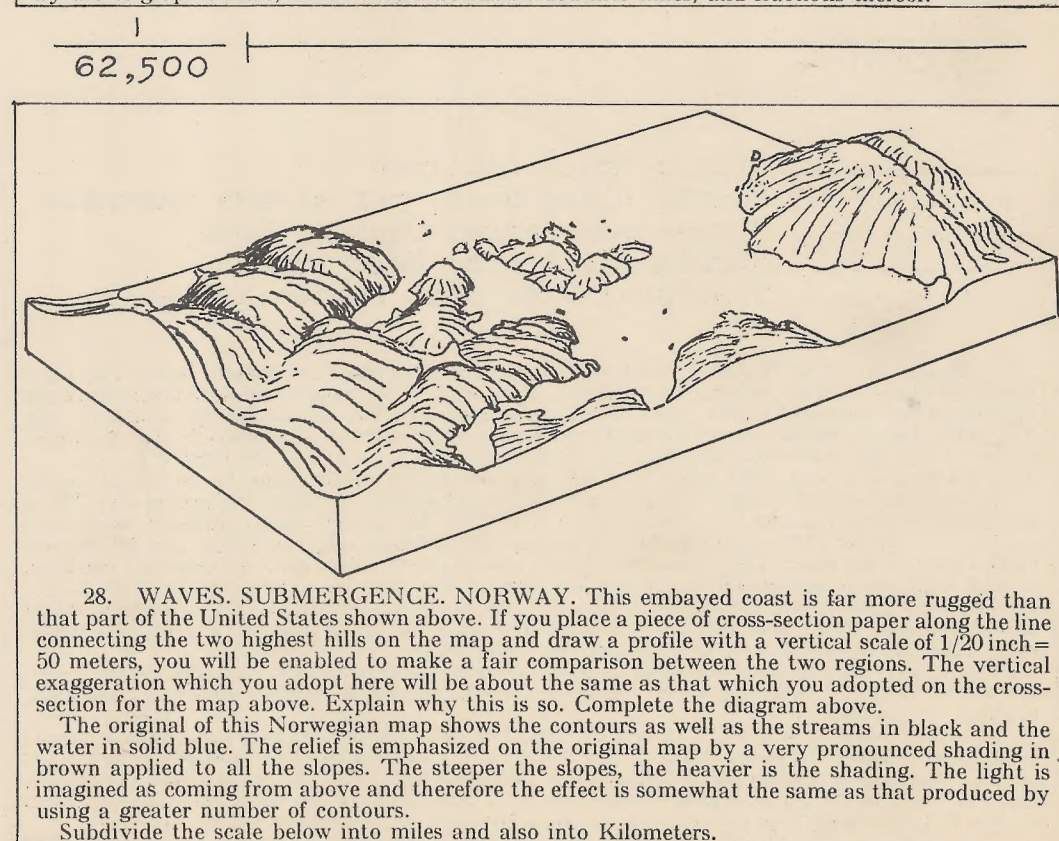 1
62,500
D
28. WAVES. SUBMERGENCE. NORWAY. This embayed coast is far more rugged than
that part of the United States shown above. If you place a piece of cross-section paper along the line
connecting the two highest hills on the map and draw a profile with a vertical scale of 1/20 inch=
50 meters, you will be enabled to make a fair comparison between the two regions. The vertical
exaggeration which you adopt here will be about the same as that which you adopted on the cross-
section for the map above. Explain why this is so. Complete the diagram above.
The original of this Norwegian map shows the contours as well as the streams in black and the
water in solid blue. The relief is emphasized on the original map by a very pronounced shading in
brown applied to all the slopes. The steeper the slopes, the heavier is the shading. The light is
imagined as coming from above and therefore the effect is somewhat the same as that produced by
using a greater number of contours.
Subdivide the scale below into miles and also into Kilometers.